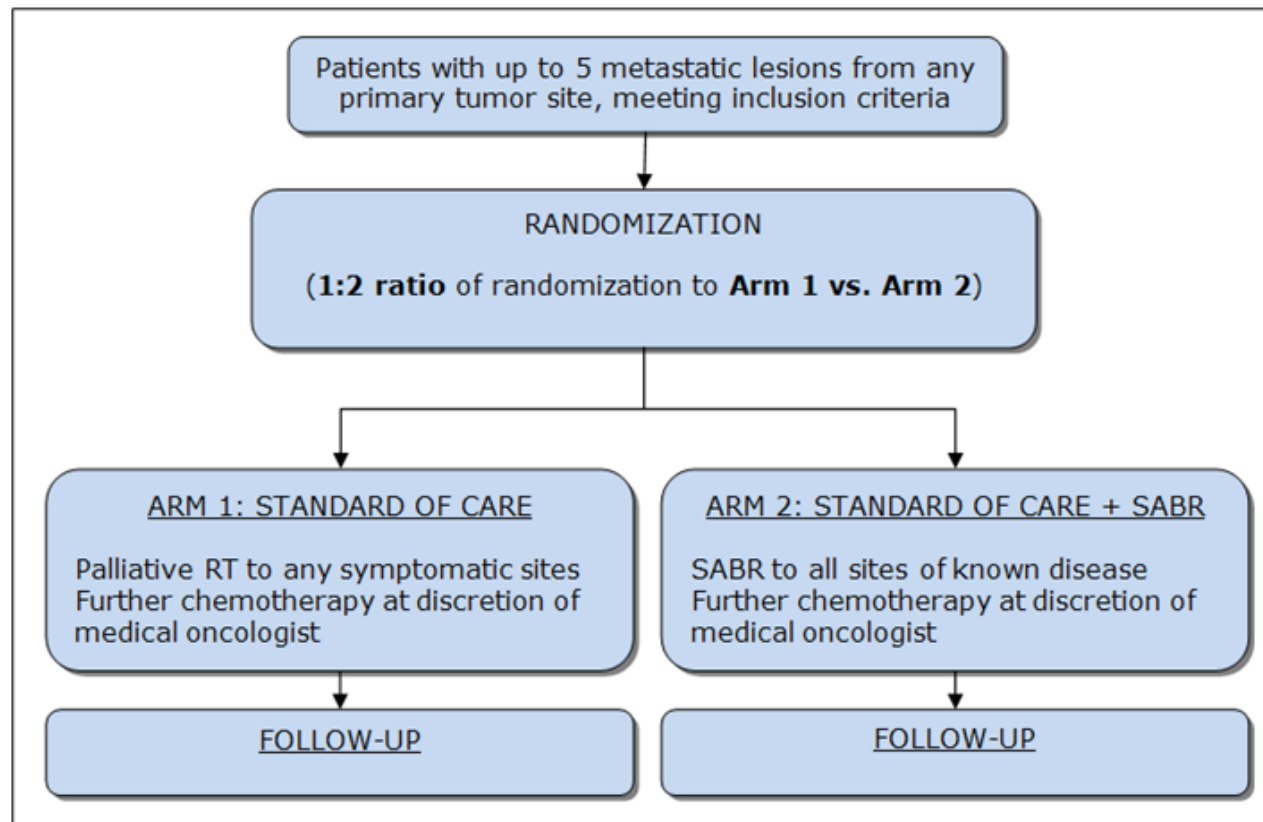 Patients with up to 5 metastatic lesions from any
primary tumor site, meeting inclusion criteria
RANDOMIZATION
(1:2 ratio of randomization to Arm 1 vs. Arm 2)
ARM 1: STANDARD OF CARE
Palliative RT to any symptomatic sites
Further chemotherapy at discretion of
medical oncologist
ARM 2: STANDARD OF CARE + SABR
SABR to all sites of known disease
Further chemotherapy at discretion of
medical oncologist
FOLLOW-UP
FOLLOW-UP